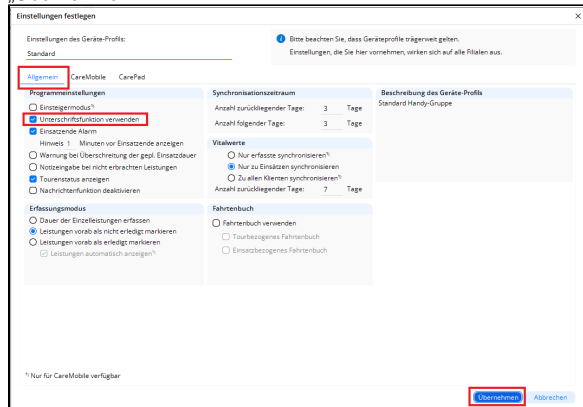 Einstellungen festlegen
Einstellungen des Geräte-Profils:
Standard
Bitte beachten Sie, dass Geräteprofile trägerweit gelten.
Einstellungen, die Sie hier vornehmen, wirken sich auf alle Filialen aus.
Allgemein CareMobile CarePad
Programmeinstellungen
Einsteigermodus¹⁾
Unterschriftsfunktion verwenden
Einsatzende Alarm
Hinweis 1 Minuten vor Einsatzende anzeigen
Warnung bei Überschreitung der gepl. Einsatzdauer
Notizeingabe bei nicht erbrachten Leistungen
Tourenstatus anzeigen
Nachrichtenfunktion deaktivieren
Erfassungsmodus
Dauer der Einzelleistungen erfassen
Leistungen vorab als nicht erledigt markieren
Leistungen vorab als erledigt markieren
Leistungen automatisch anzeigen¹⁾
Synchronisationszeitraum
Anzahl zurückliegender Tage: 3 Tage
Anzahl folgender Tage: 3 Tage
Vitalwerte
Nur erfasste synchronisieren¹⁾
Nur zu Einsätzen synchronisieren
Zu allen Klienten synchronisieren¹⁾
Anzahl zurückliegender Tage: 7 Tage
Fahrtenbuch
Fahrtenbuch verwenden
Tourbezogenes Fahrtenbuch
Einsatzbezogenes Fahrtenbuch
Beschreibung des Geräte-Profils
Standard Handy-Gruppe
¹⁾ Nur für CareMobile verfügbar
Übernehmen Abbrechen